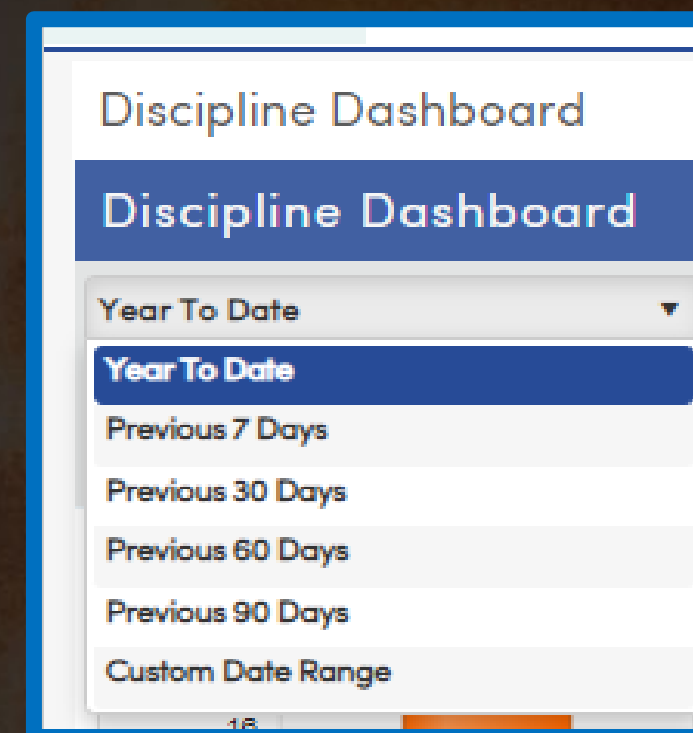 Discipline Dashboard
Discipline Dashboard
Year To Date ▼
Year To Date
Previous 7 Days
Previous 30 Days
Previous 60 Days
Previous 90 Days
Custom Date Range
16